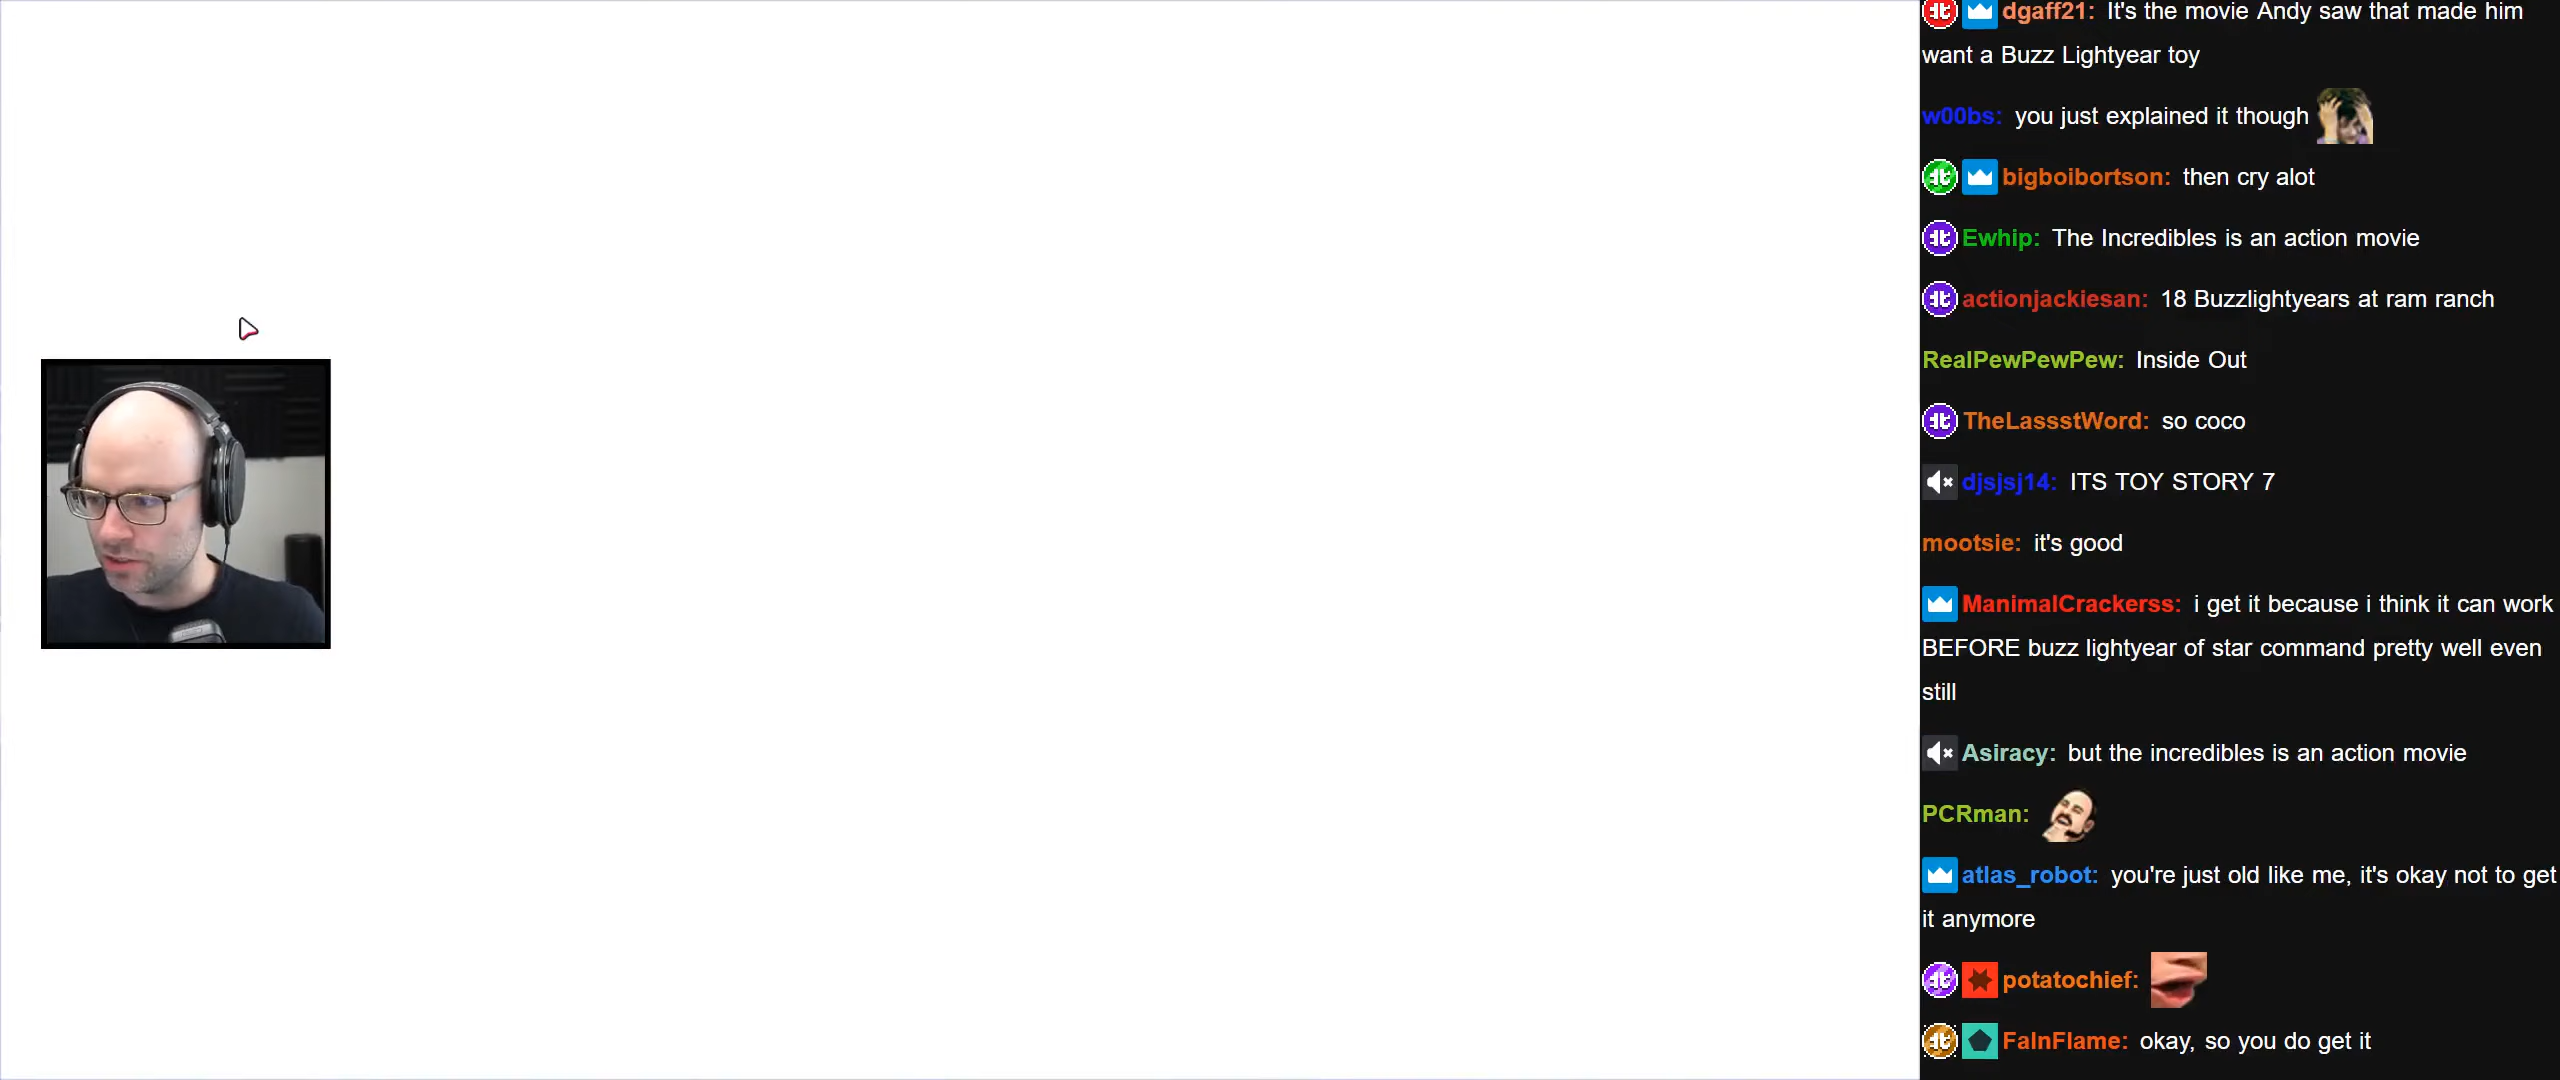 dgaff21: It's the movie Andy saw that made him
want a Buzz Lightyear toy
w00bs: you just explained it though
bigboibortson: then cry alot
Ewhip: The Incredibles is an action movie
actionjackiesan: 18 Buzzlightyears at ram ranch
RealPewPewPew: Inside Out
TheLassstWord: so coco
djsjsj14: ITS TOY STORY 7
mootsie: it's good
ManimalCrackerss: i get it because i think it can work
BEFORE buzz lightyear of star command pretty well even
still
Asiracy: but the incredibles is an action movie
PCRman:
atlas_robot: you're just old like me, it's okay not to get
it anymore
potatochief:
FalnFlame: okay, so you do get it